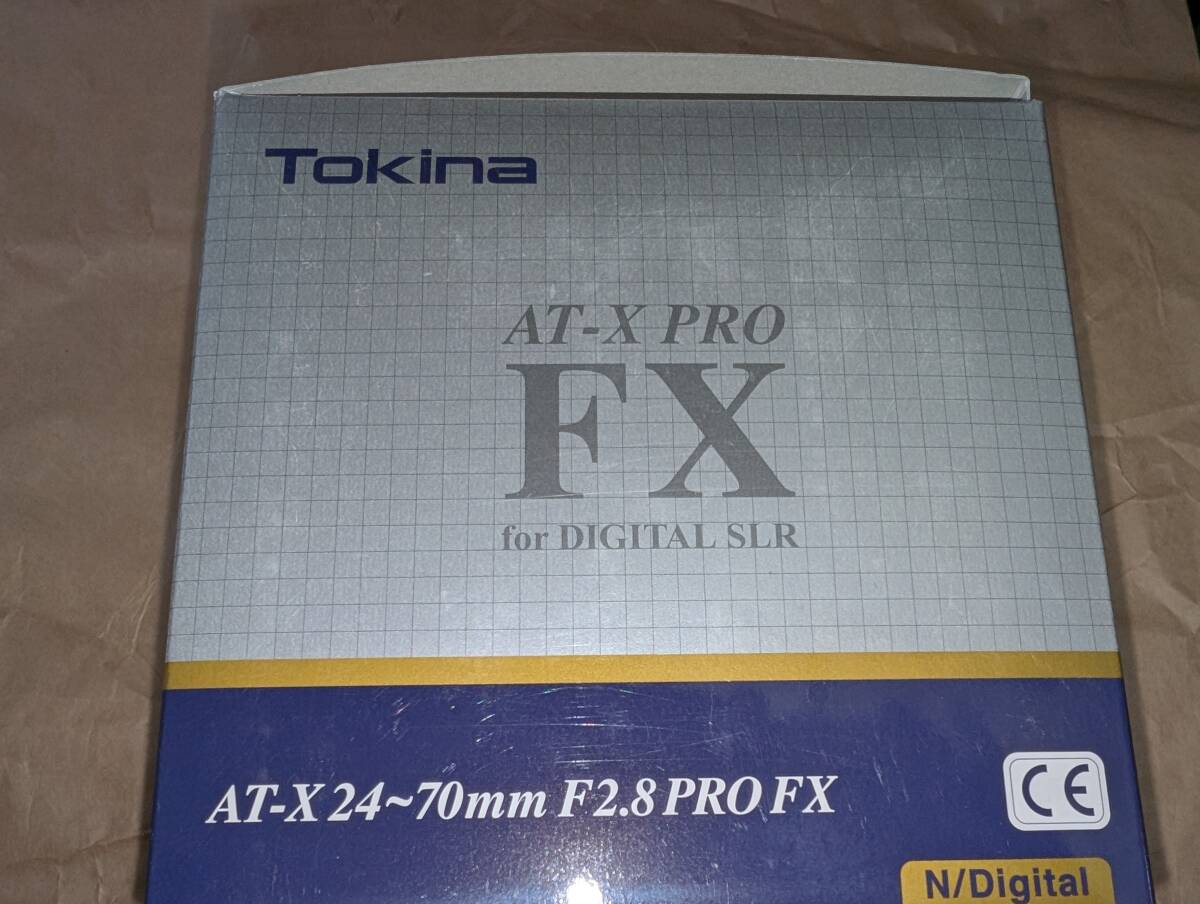 Tokina
AT-X PRO
FX
for DIGITAL SLR
AT-X 24~70mm F2.8 PRO FX
CE
N/Digital